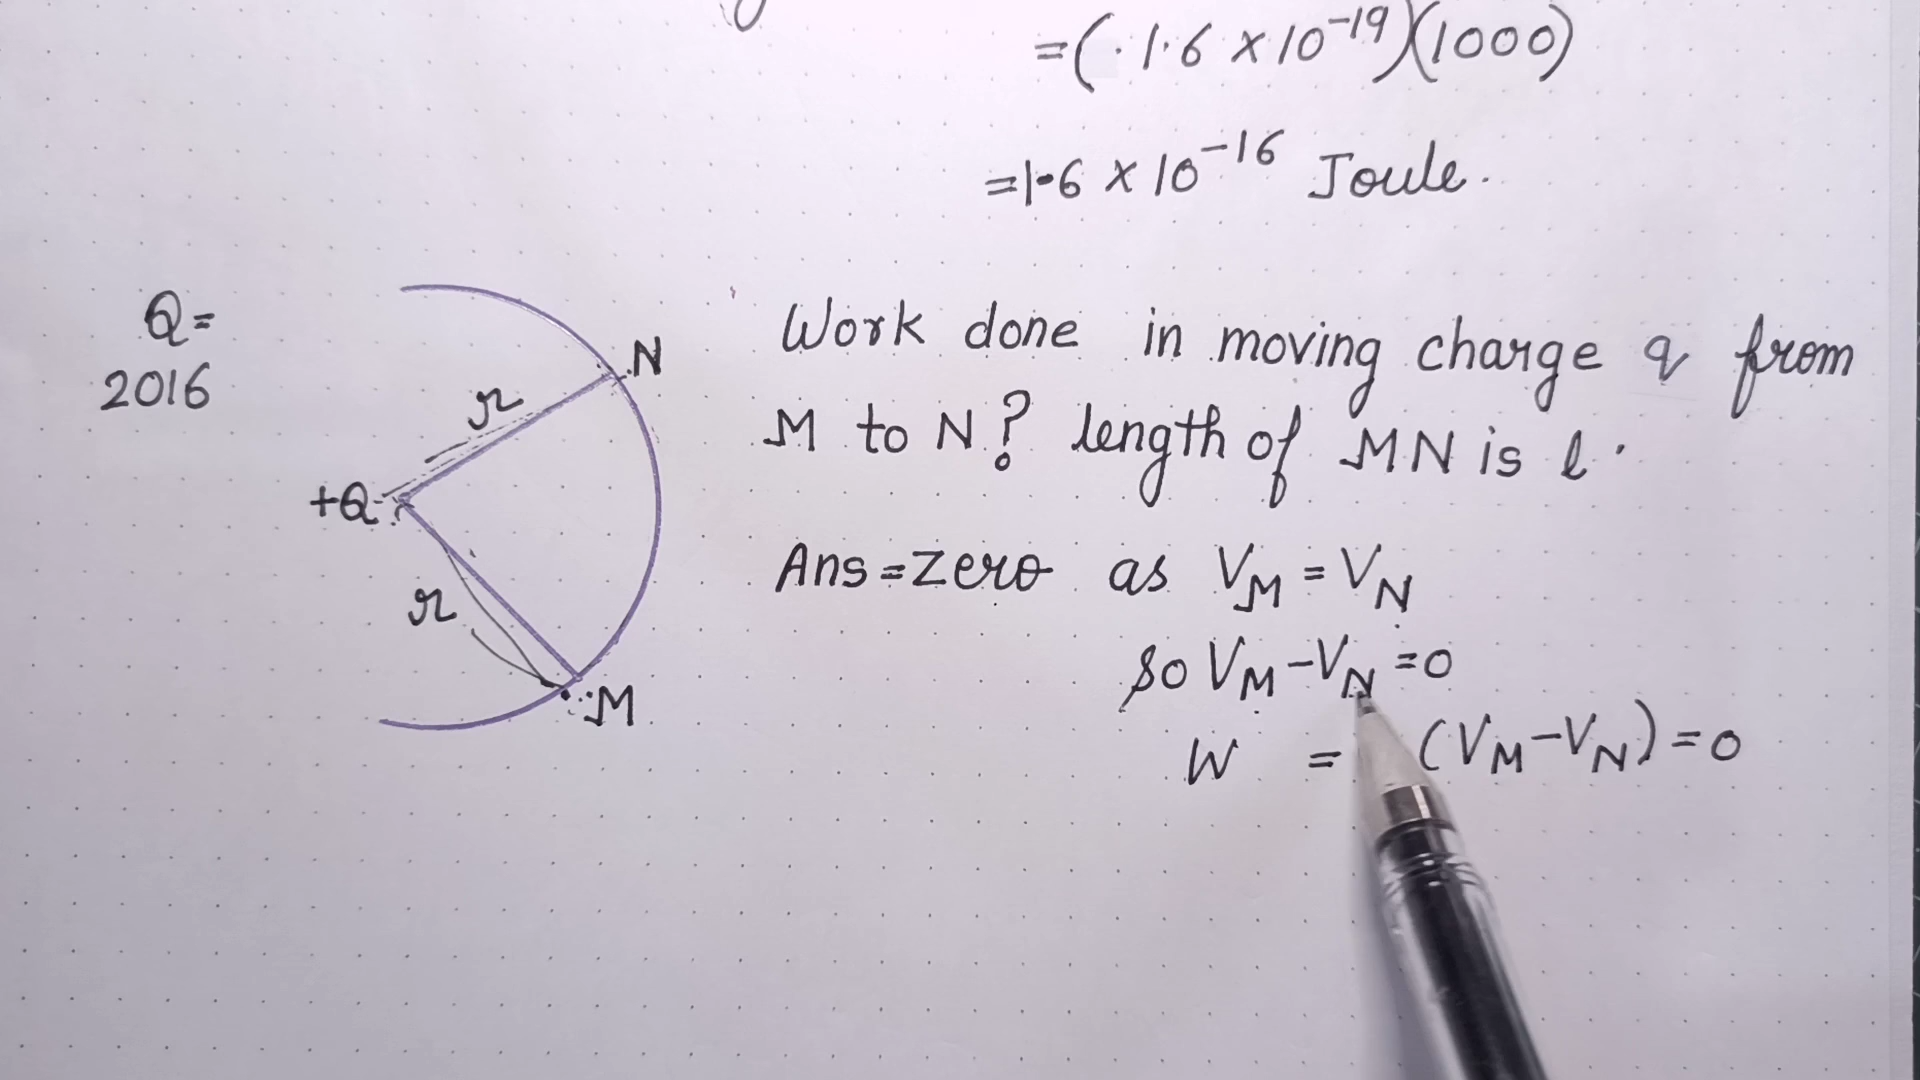 =(.1.6 x 10⁻¹⁹)(1000)
=1.6 x 10⁻¹⁶ Joule.
Q=
2016
N
r
+Q
r
M
Work done in moving charge q from
M to N? length of MN is l.
Ans = Zero as V_M = V_N
so V_M - V_N = 0
W = (V_M - V_N) = 0